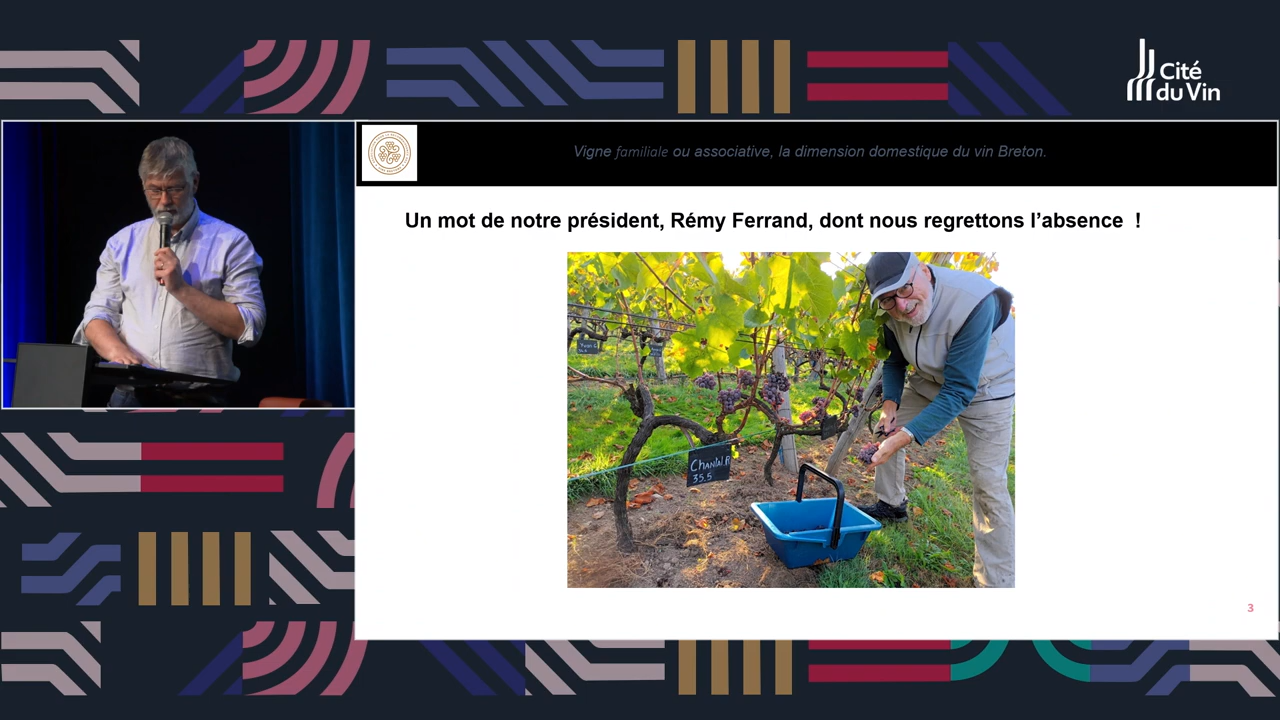 Cité
du Vin
Vigne familiale ou associative, la dimension domestique du vin Breton.
Un mot de notre président, Rémy Ferrand, dont nous regrettons l'absence !
Chantal.R
35.5
3